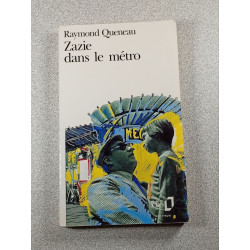 Raymond Queneau
Zazie
dans le métro